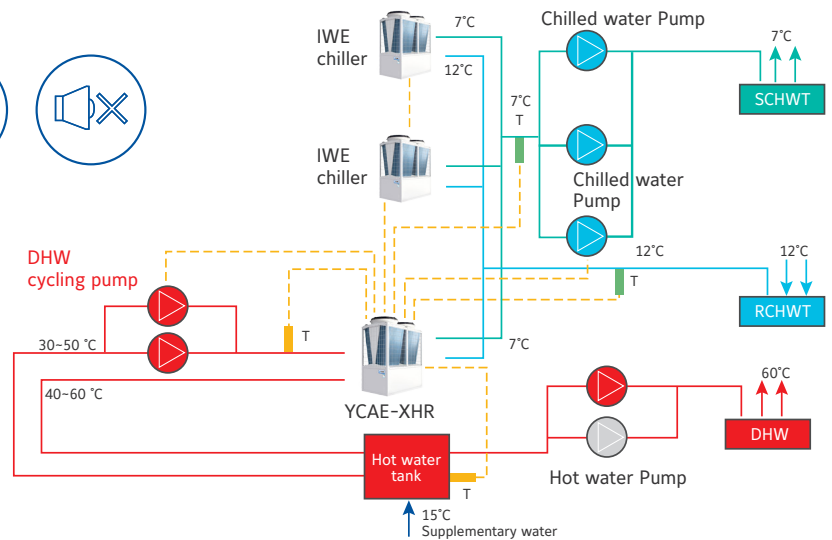 IWE
chiller
7˚C
12˚C
Chilled water Pump
7˚C
SCHWT
7˚C
T
IWE
chiller
Chilled water
Pump
DHW
cycling pump
12˚C
12˚C
T
RCHWT
T
30~50 ˚C
7˚C
40~60 ˚C
YCAE-XHR
60˚C
DHW
Hot water
tank
T
Hot water Pump
15˚C
Supplementary water